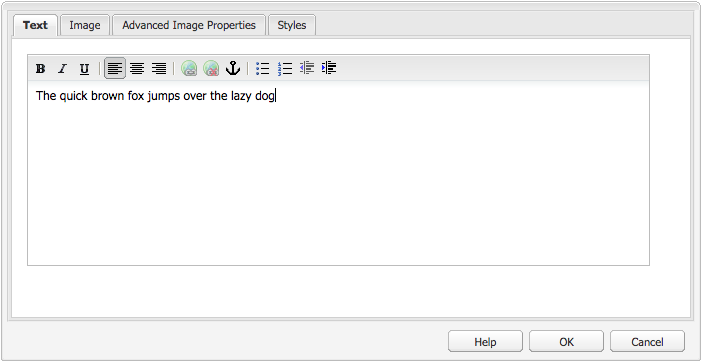 Text Image Advanced Image Properties Styles
B I U
The quick brown fox jumps over the lazy dog
Help OK Cancel